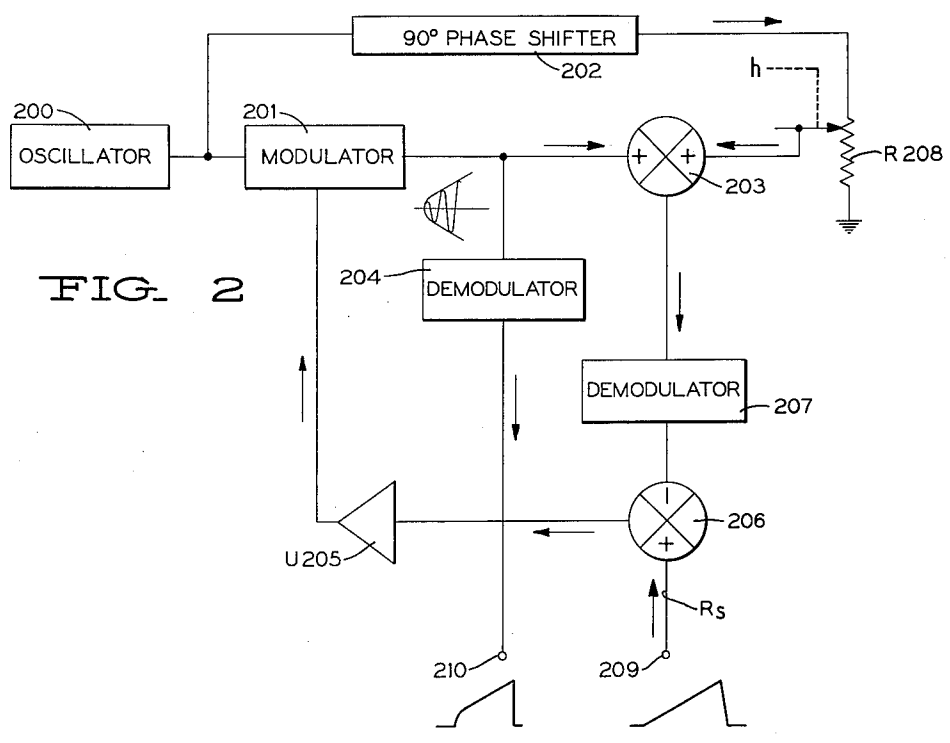 90° PHASE SHIFTER
202
h
200
201
OSCILLATOR
MODULATOR
+ +
203
R 208
FIG. 2
204
DEMODULATOR
DEMODULATOR
207
−
+
206
U 205
Rs
210
209